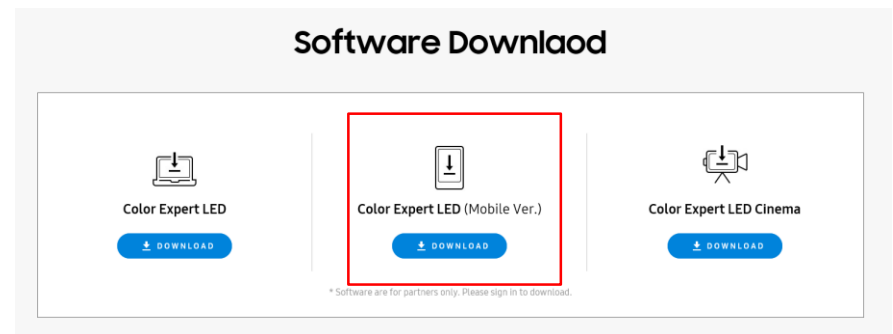 Software Downlaod
Color Expert LED
DOWNLOAD
Color Expert LED (Mobile Ver.)
DOWNLOAD
Color Expert LED Cinema
DOWNLOAD
* Software are for partners only. Please sign in to download.